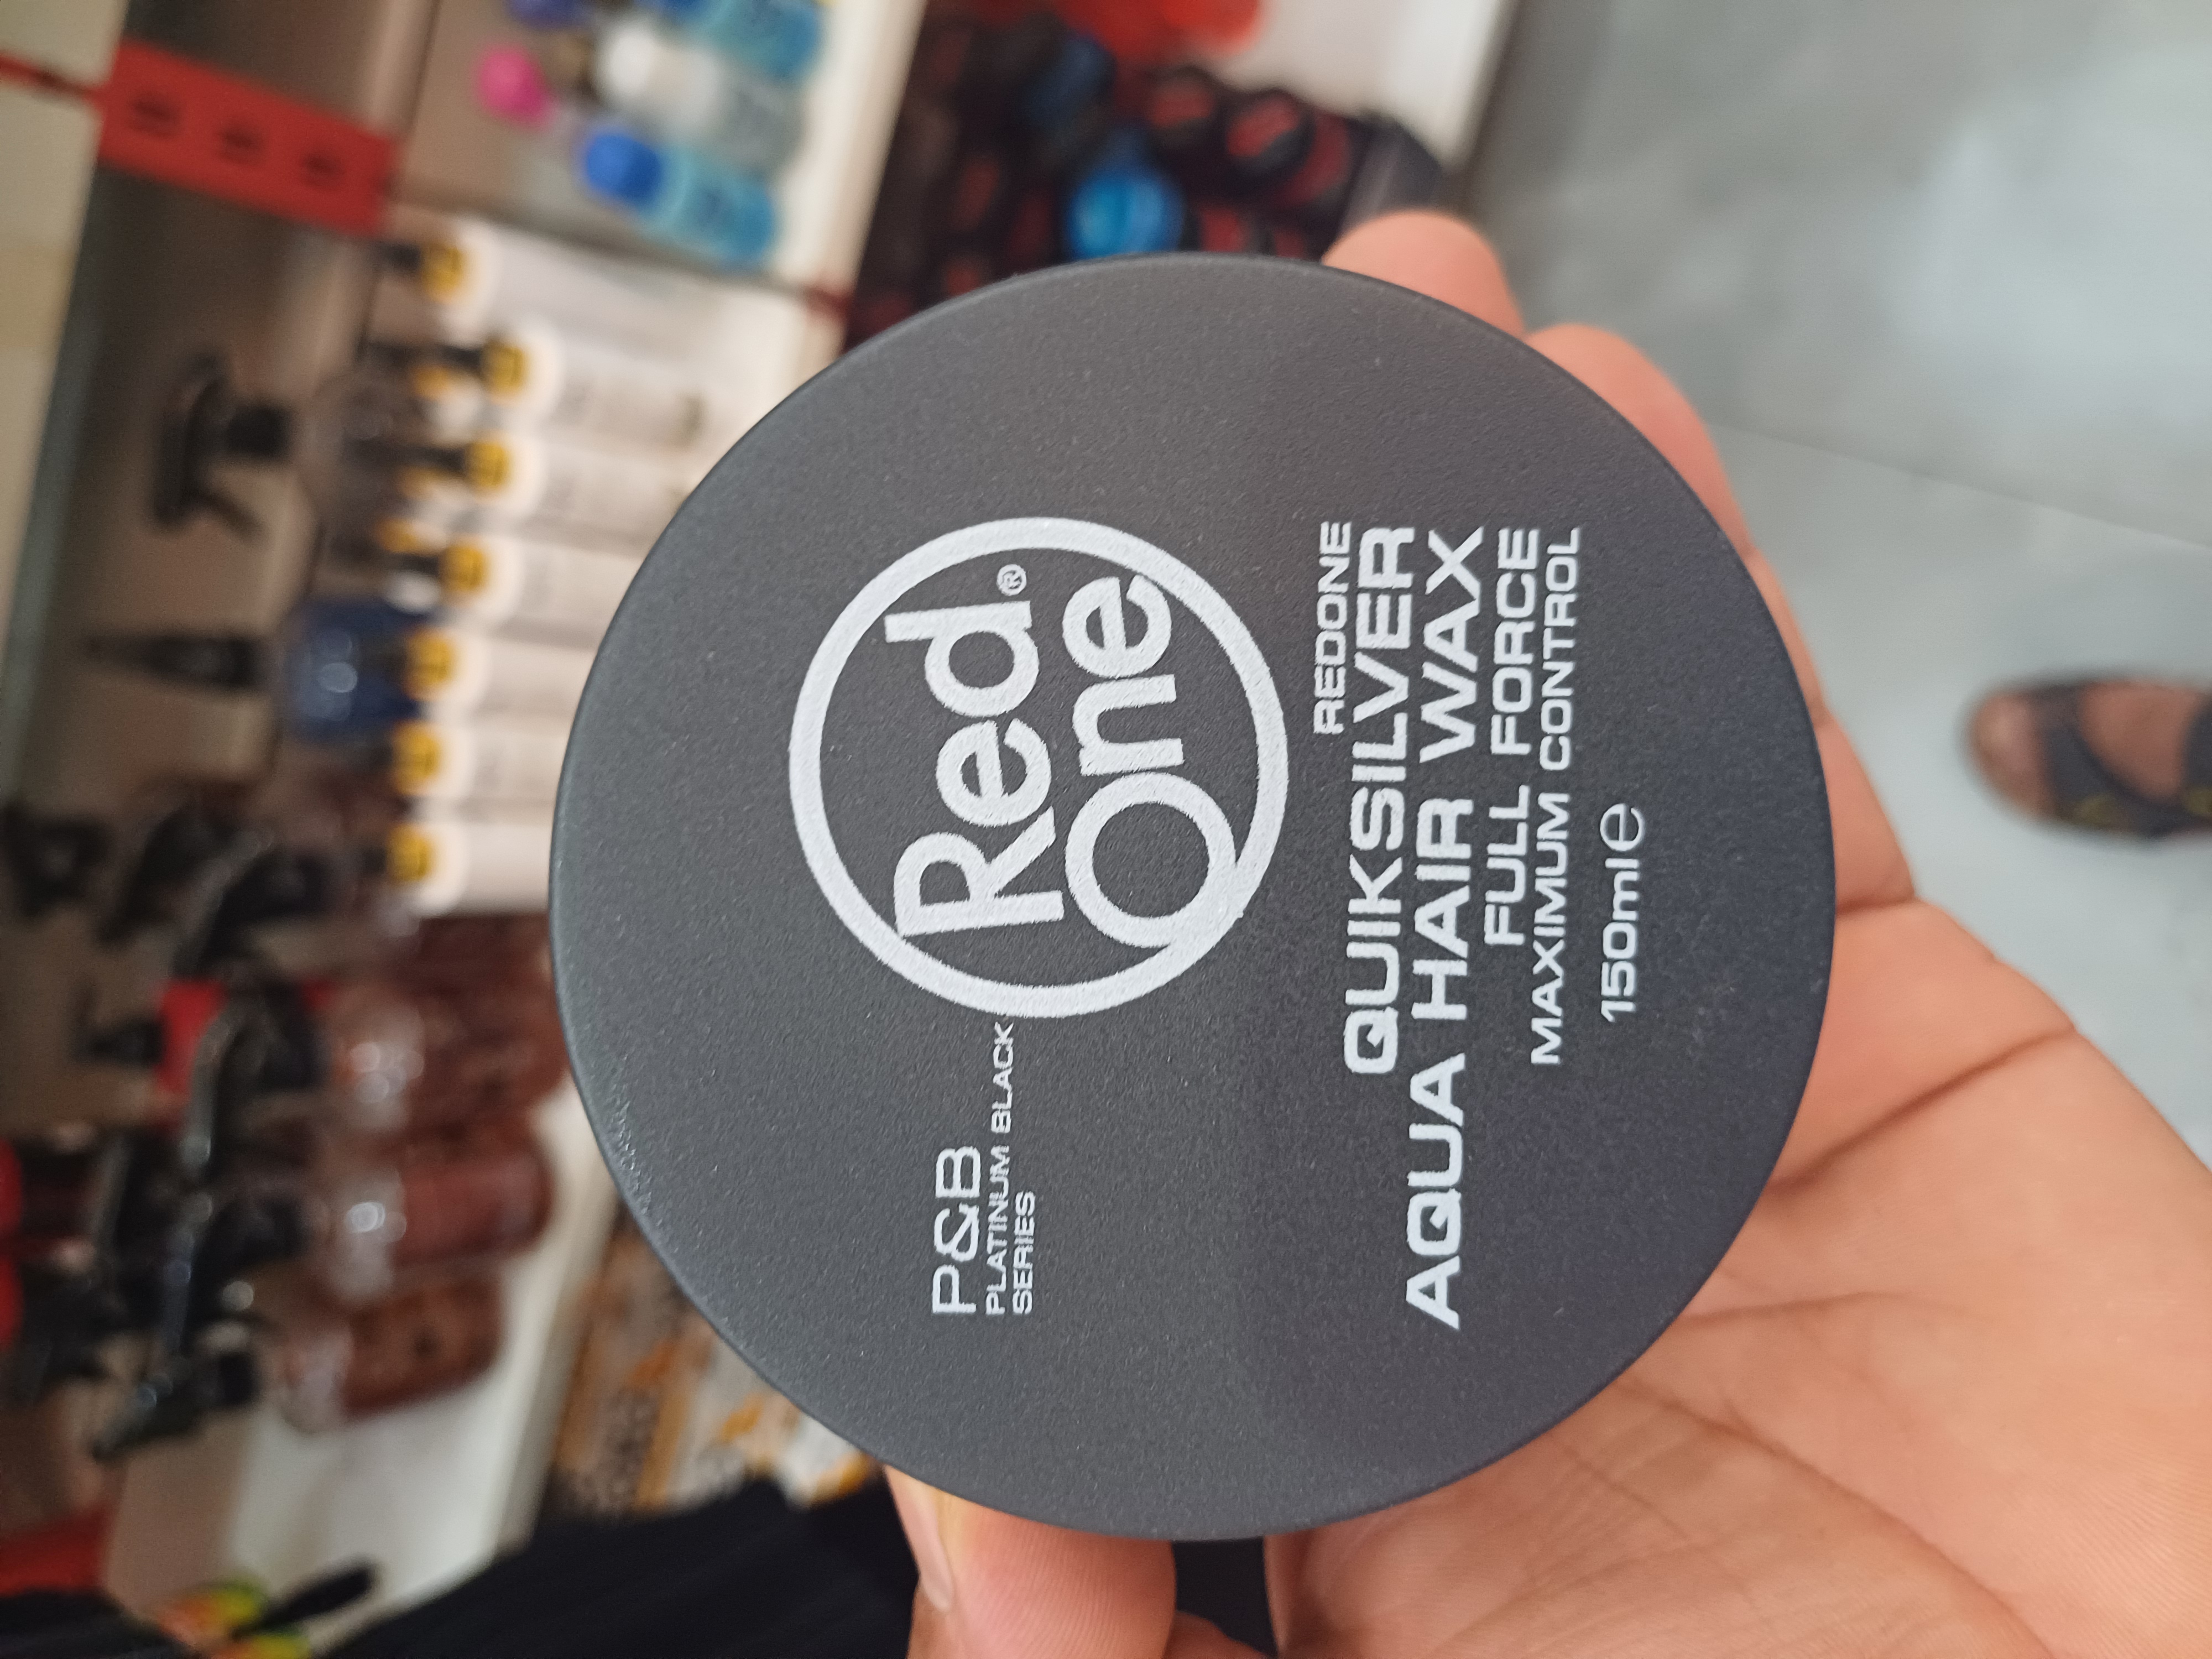 P&B
PLATINUM BLACK
SERIES
Red®
One
REDONE
QUIKSILVER
AQUA HAIR WAX
FULL FORCE
MAXIMUM CONTROL
150ml e